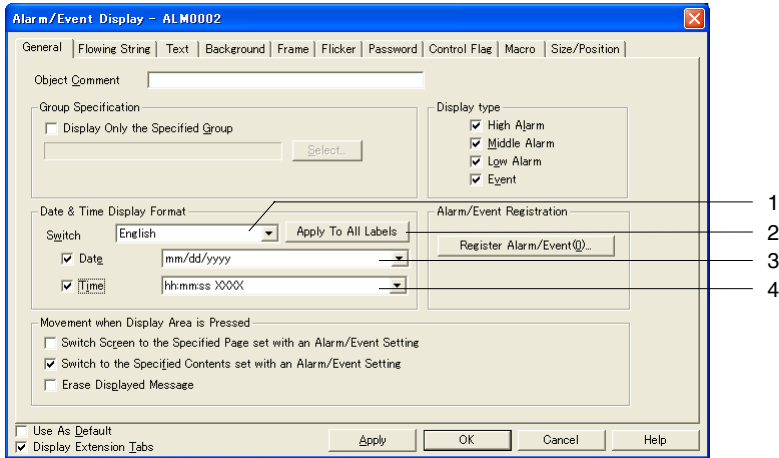 Alarm/Event Display - ALM0002
General Flowing String Text Background Frame Flicker Password Control Flag Macro Size/Position
Object Comment
Group Specification
Display Only the Specified Group
Select...
Display type
High Alarm
Middle Alarm
Low Alarm
Event
Date & Time Display Format
Switch English Apply To All Labels
Date mm/dd/yyyy
Time hh:mm:ss XXXX
Alarm/Event Registration
Register Alarm/Event(O)...
1
2
3
4
Movement when Display Area is Pressed
Switch Screen to the Specified Page set with an Alarm/Event Setting
Switch to the Specified Contents set with an Alarm/Event Setting
Erase Displayed Message
Use As Default
Display Extension Tabs
Apply OK Cancel Help